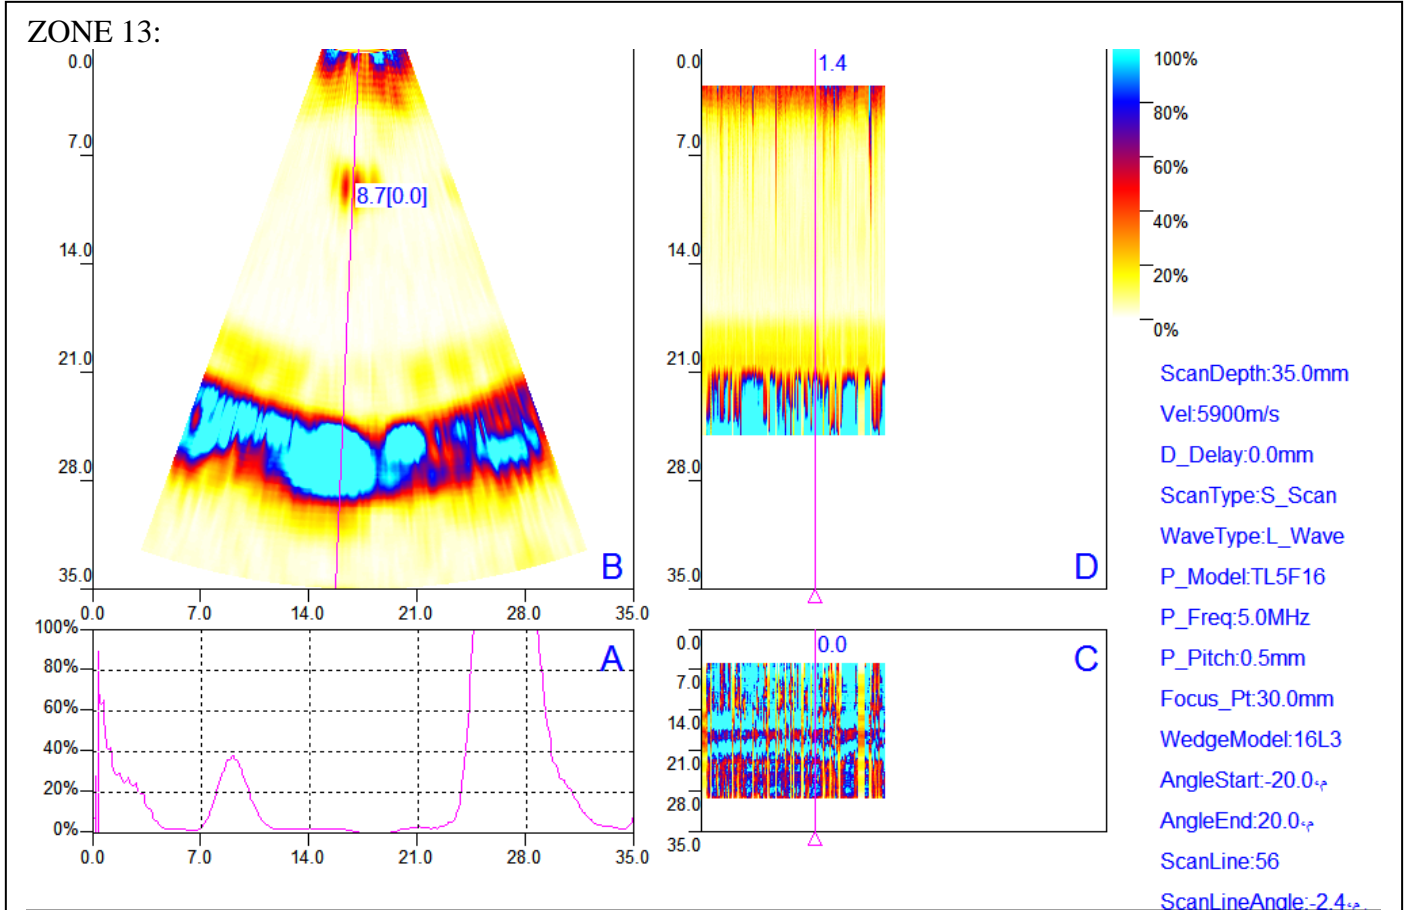 ZONE 13:
0.0
7.0
14.0
21.0
28.0
35.0
8.7[0.0]
B
0.0 7.0 14.0 21.0 28.0 35.0
0.0
7.0
14.0
21.0
28.0
35.0
1.4
D
100%
80%
60%
40%
20%
0%
100%
80%
60%
40%
20%
0%
A
0.0 7.0 14.0 21.0 28.0 35.0
0.0
7.0
14.0
21.0
28.0
35.0
0.0
C
ScanDepth:35.0mm
Vel:5900m/s
D_Delay:0.0mm
ScanType:S_Scan
WaveType:L_Wave
P_Model:TL5F16
P_Freq:5.0MHz
P_Pitch:0.5mm
Focus_Pt:30.0mm
WedgeModel:16L3
AngleStart:-20.0
AngleEnd:20.0
ScanLine:56
ScanLineAngle:-2.4